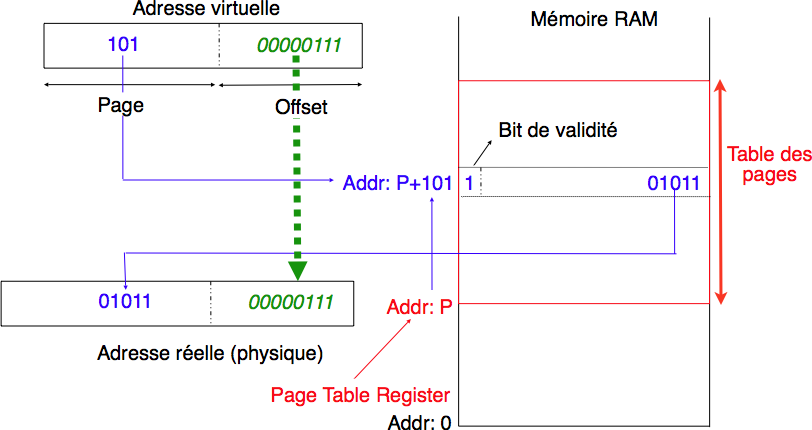 Adresse virtuelle
Mémoire RAM
101 00000111
Page Offset
Bit de validité
Table des
pages
Addr: P+101 1 01011
01011 00000111
Addr: P
Adresse réelle (physique)
Page Table Register
Addr: 0